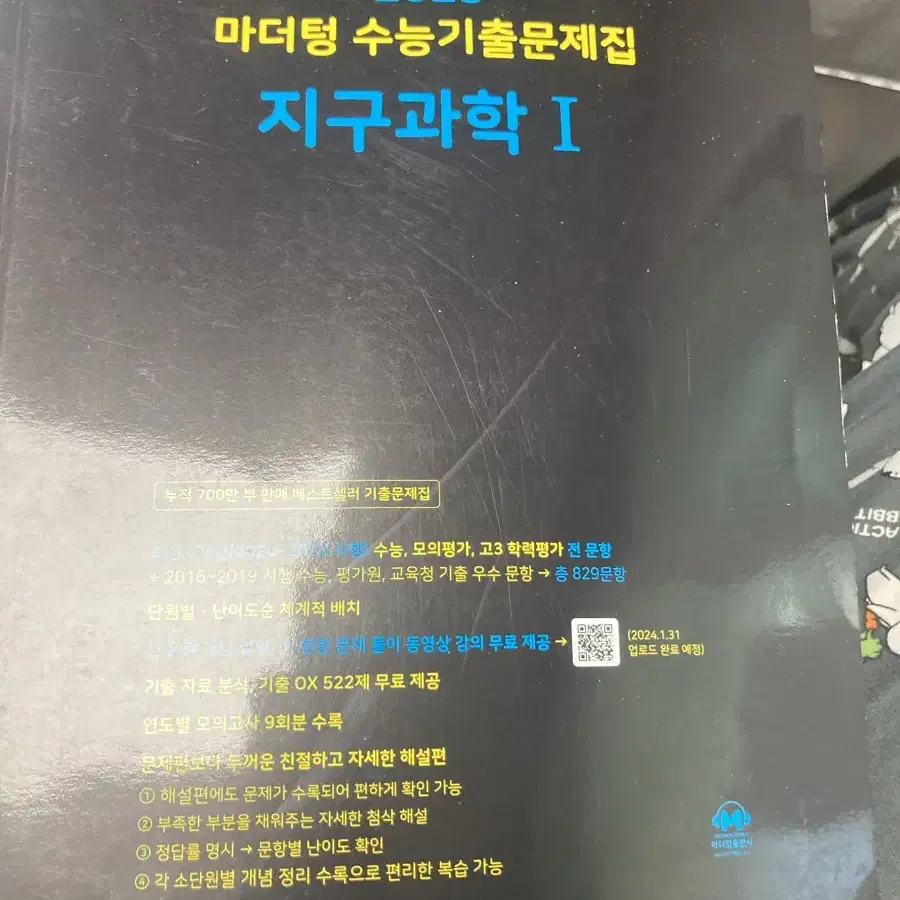 마더텅 수능기출문제집
지구과학 I
누적 700만 부 판매 베스트셀러 기출문제집
수능, 모의평가, 고3 학력평가 전 문항
+ 2016~2019 시행 수능, 평가원, 교육청 기출 우수 문항 → 총 829문항
단원별·난이도순 체계적 배치
문제 풀이 동영상 강의 무료 제공 →
(2024.1.31
업로드 완료 예정)
기출 자료 분석, 기출 OX 522제 무료 제공
연도별 모의고사 9회분 수록
문제편보다 두꺼운 친절하고 자세한 해설편
① 해설편에도 문제가 수록되어 편하게 확인 가능
② 부족한 부분을 채워주는 자세한 첨삭 해설
③ 정답률 명시 → 문항별 난이도 확인
④ 각 소단원별 개념 정리 수록으로 편리한 복습 가능
마더텅출판사